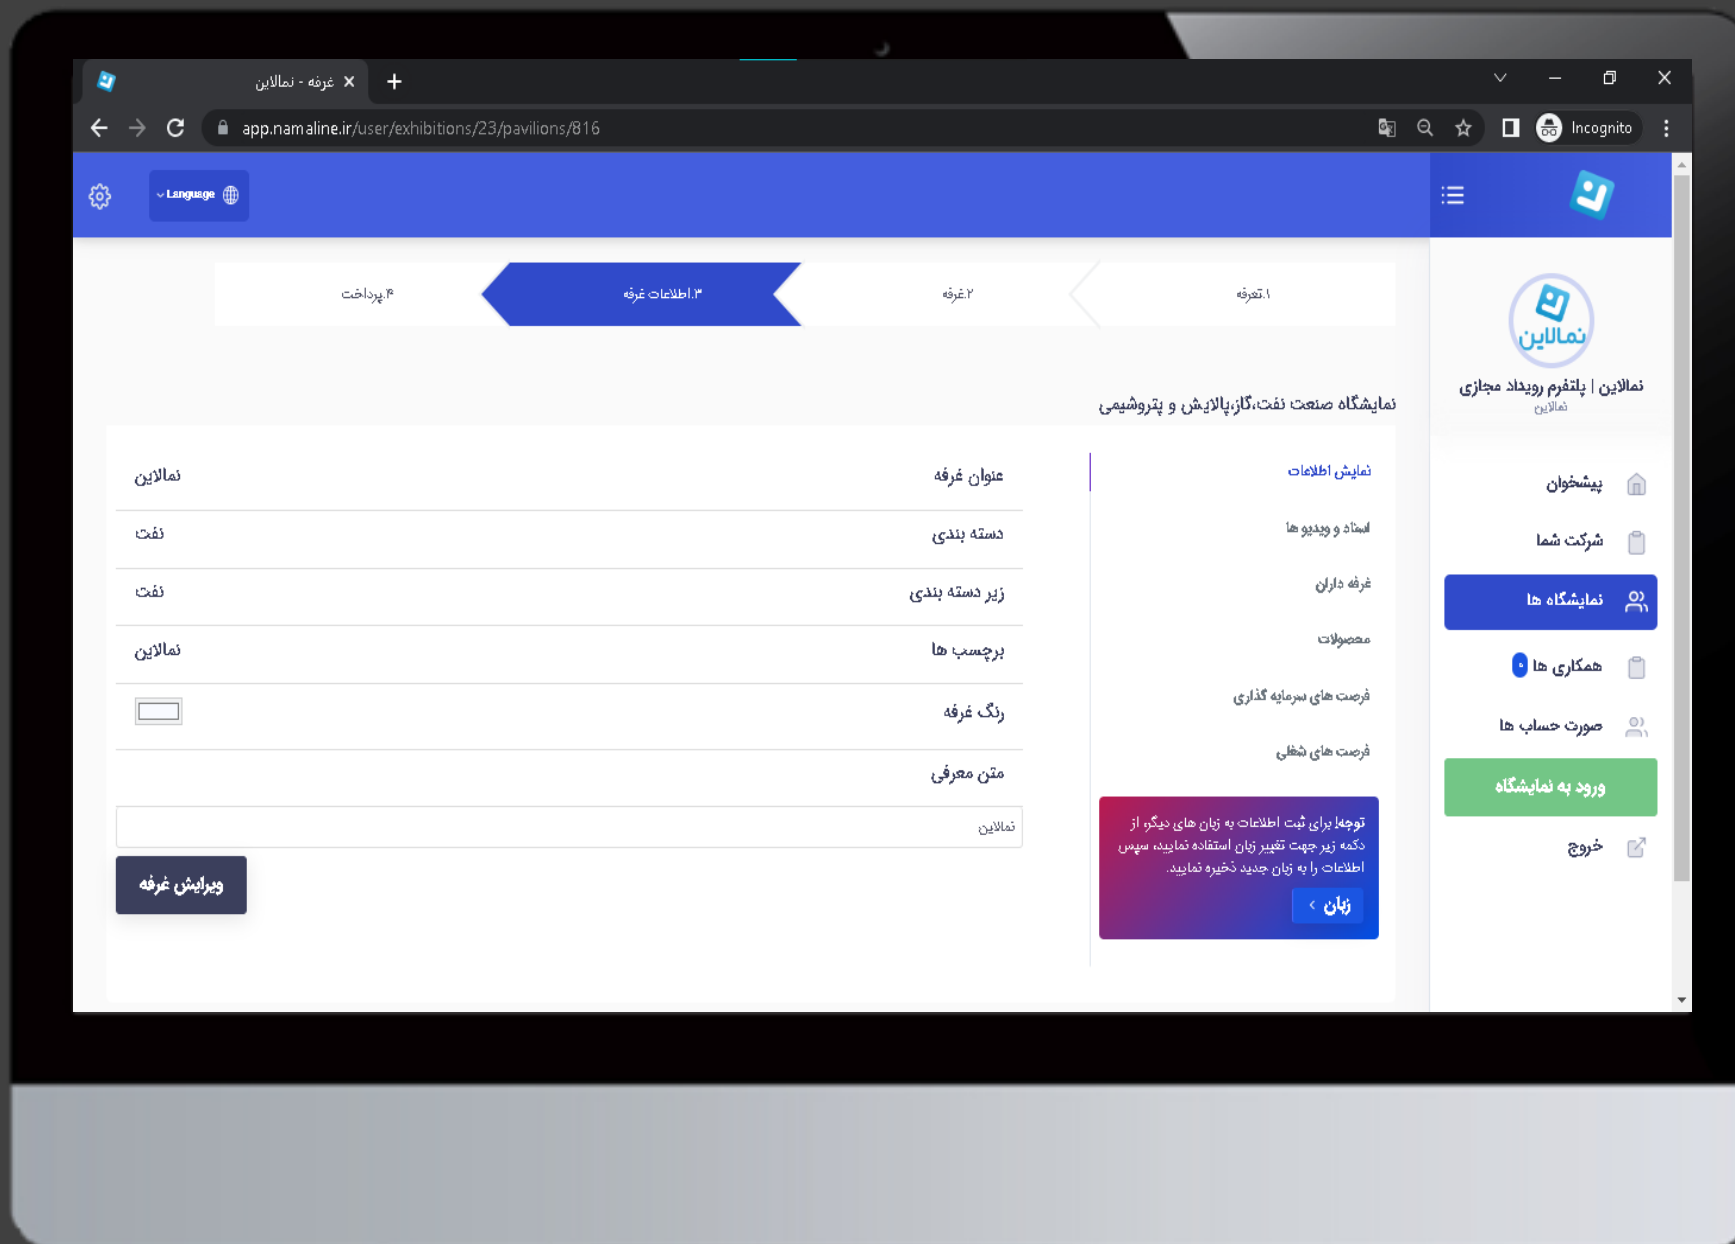 غرفه - نمالاین
app.namaline.ir/user/exhibitions/23/pavilions/816
Incognito
Language
نمالاین
نمالاین | پلتفرم رویداد مجازی
نمالاین
پیشخوان
شرکت شما
نمایشگاه ها
همکاری ها ۰
صورت حساب ها
ورود به نمایشگاه
خروج
۱.تعرفه
۲.غرفه
۳.اطلاعات غرفه
۴.پرداخت
نمایشگاه صنعت نفت،گاز،پالایش و پتروشیمی
نمایش اطلاعات
اسناد و ویدیو ها
غرفه داران
محصولات
فرصت های سرمایه گذاری
فرصت های شغلی
توجه! برای ثبت اطلاعات به زبان های دیگر، از
دکمه زیر جهت تغییر زبان استفاده نمایید، سپس
اطلاعات را به زبان جدید ذخیره نمایید.
زبان
عنوان غرفه نمالاین
دسته بندی نفت
زیر دسته بندی نفت
برچسب ها نمالاین
رنگ غرفه
متن معرفی
نمالاین
ویرایش غرفه